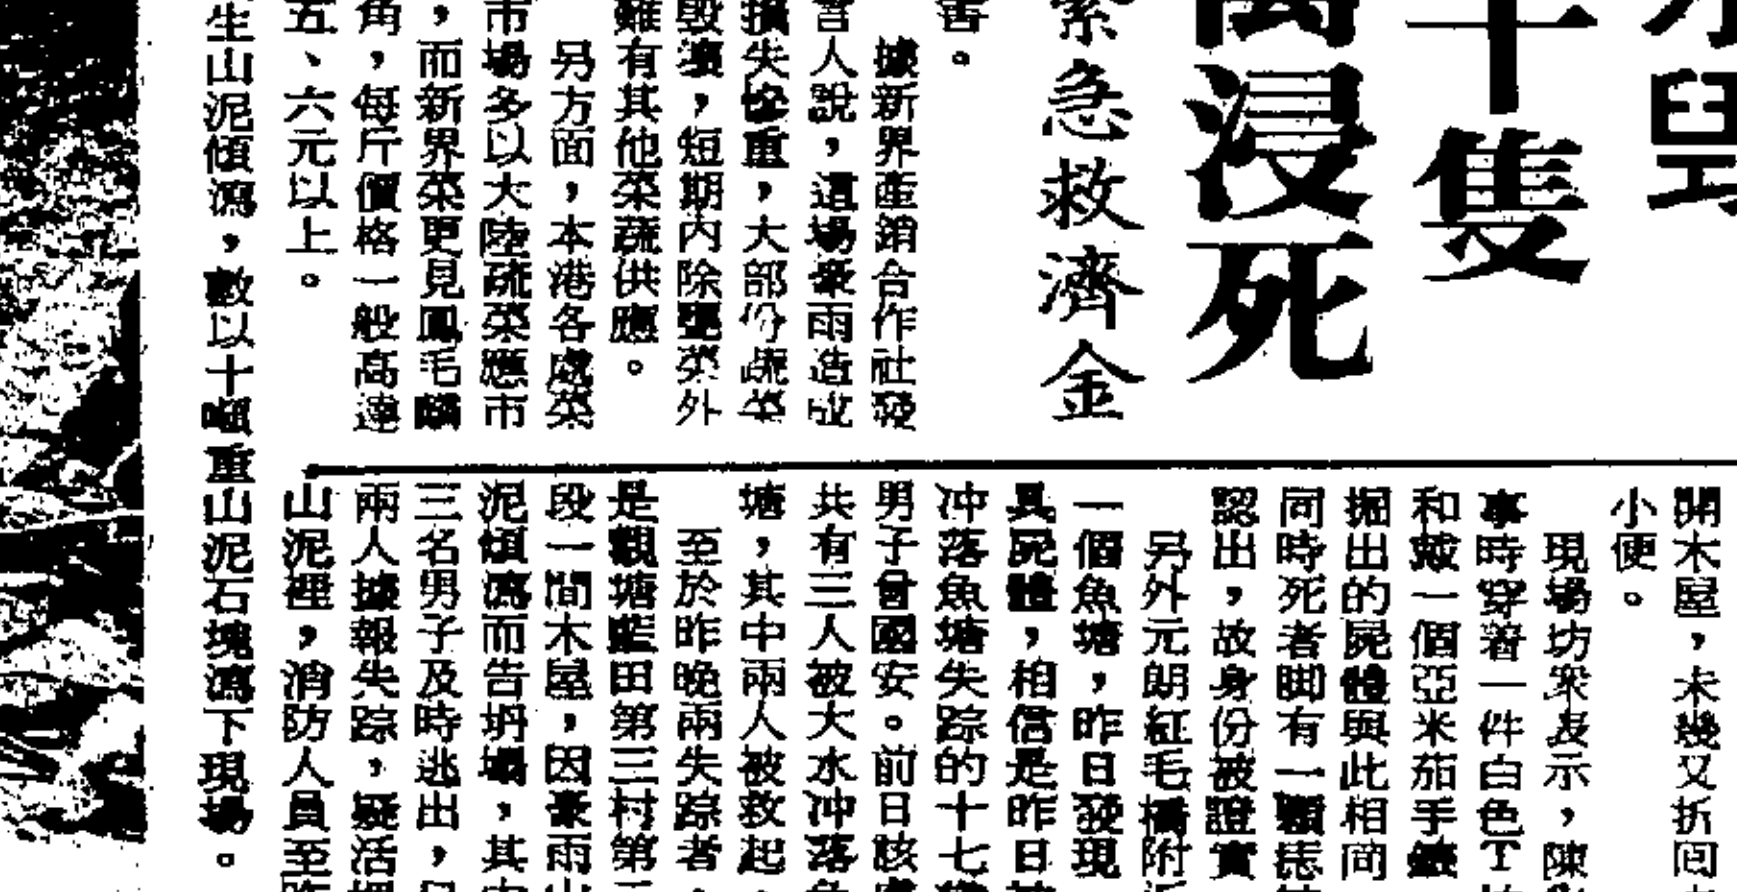 水毀
十隻
萬浸死
緊急救濟金
善。
據新界產銷合作社發
言人說，這場豪雨造成
損失慘重，大部份蔬菜
毀壞，短期內除甕菜外
難有其他菜蔬供應。
另方面，本港各處菜
市場多以大陸蔬菜應市
，而新界菜更見鳳毛麟
角，每斤價格一般高達
五、六元以上。
開木屋，未幾又折回
小便。
現場坊眾表示，陳
事時穿着一件白色T
和戴一個亞米茄手錶
掘出的屍體與此相同
同時死者脚有一顆痣
認出，故身份被證實
另外元朗紅毛橋附近
一個魚塘，昨日發現
具屍體，相信是昨日被
冲落魚塘失踪的十七歲
男子曾國安。前日該處
共有三人被大水冲落魚
塘，其中兩人被救起，
至於昨晚兩失踪者，
是觀塘藍田第三村第
段一間木屋，因豪雨山
泥傾瀉而告坍塌，其中
三名男子及時逃出，
兩人據報失踪，疑活埋
山泥裡，消防人員至昨
生山泥傾瀉，數以十噸重山泥石塊瀉下現場。